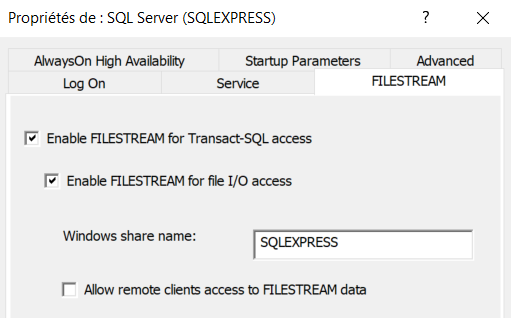 Propriétés de : SQL Server (SQLEXPRESS)
AlwaysOn High Availability Startup Parameters Advanced
Log On Service FILESTREAM
Enable FILESTREAM for Transact-SQL access
Enable FILESTREAM for file I/O access
Windows share name: SQLEXPRESS
Allow remote clients access to FILESTREAM data